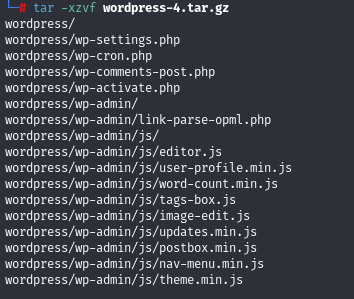 └─# tar -xzvf wordpress-4.tar.gz
wordpress/
wordpress/wp-settings.php
wordpress/wp-cron.php
wordpress/wp-comments-post.php
wordpress/wp-activate.php
wordpress/wp-admin/
wordpress/wp-admin/link-parse-opml.php
wordpress/wp-admin/js/
wordpress/wp-admin/js/editor.js
wordpress/wp-admin/js/user-profile.min.js
wordpress/wp-admin/js/word-count.min.js
wordpress/wp-admin/js/tags-box.js
wordpress/wp-admin/js/image-edit.js
wordpress/wp-admin/js/updates.min.js
wordpress/wp-admin/js/postbox.min.js
wordpress/wp-admin/js/nav-menu.min.js
wordpress/wp-admin/js/theme.min.js